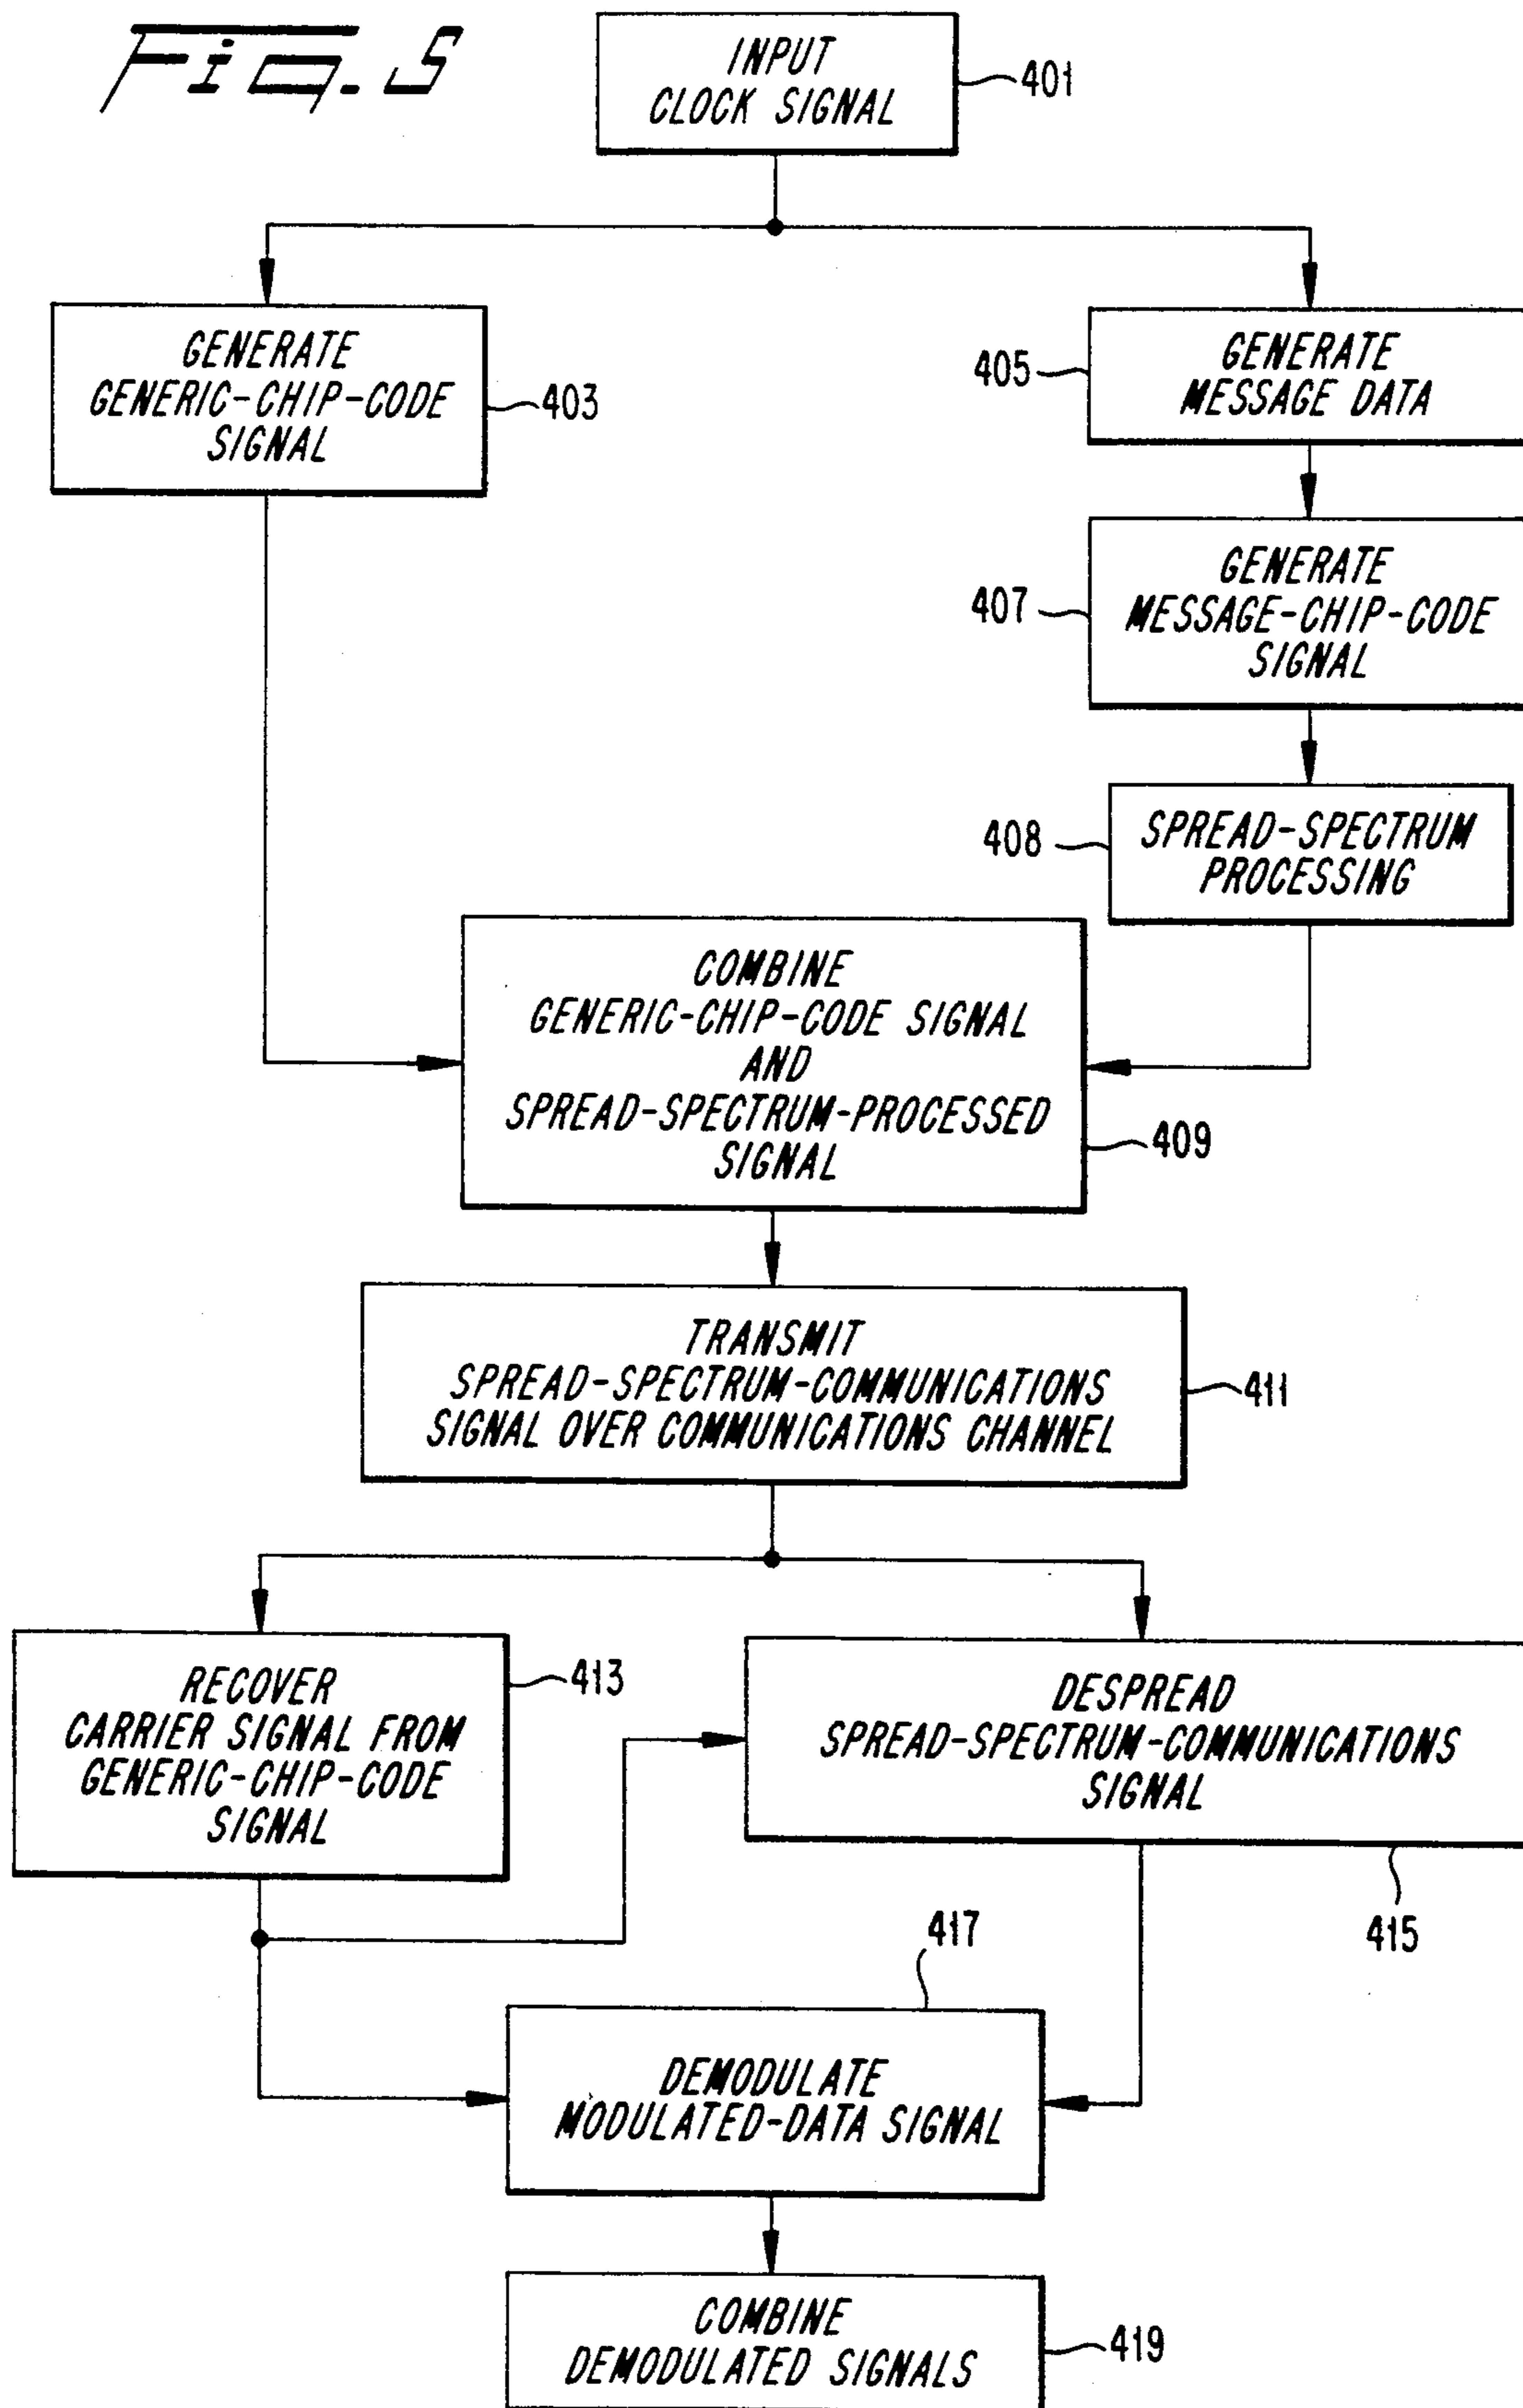 Fig. 5
INPUT
CLOCK SIGNAL
401
GENERATE
GENERIC-CHIP-CODE
SIGNAL
403
405
GENERATE
MESSAGE DATA
407
GENERATE
MESSAGE-CHIP-CODE
SIGNAL
408
SPREAD-SPECTRUM
PROCESSING
COMBINE
GENERIC-CHIP-CODE SIGNAL
AND
SPREAD-SPECTRUM-PROCESSED
SIGNAL
409
TRANSMIT
SPREAD-SPECTRUM-COMMUNICATIONS
SIGNAL OVER COMMUNICATIONS CHANNEL
411
RECOVER
CARRIER SIGNAL FROM
GENERIC-CHIP-CODE
SIGNAL
413
DESPREAD
SPREAD-SPECTRUM-COMMUNICATIONS
SIGNAL
415
417
DEMODULATE
MODULATED-DATA SIGNAL
COMBINE
DEMODULATED SIGNALS
419